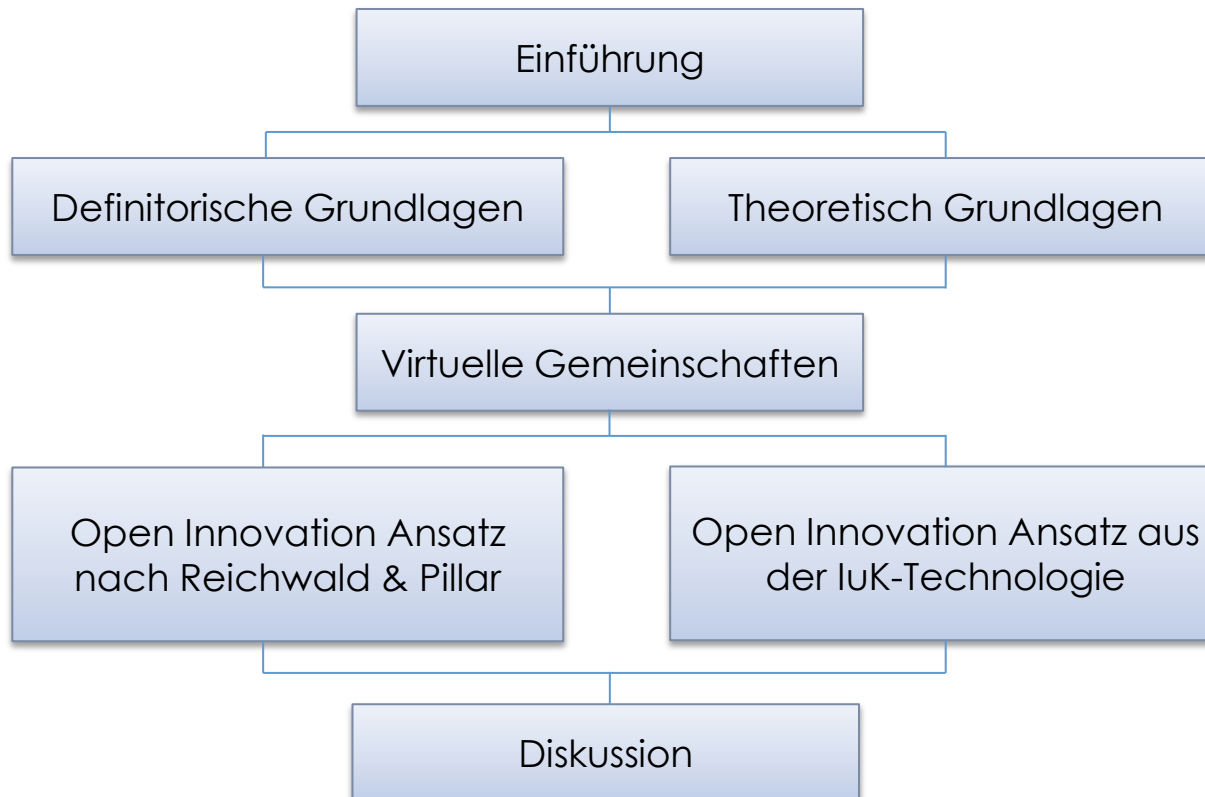 Einführung
Definitorische Grundlagen
Theoretisch Grundlagen
Virtuelle Gemeinschaften
Open Innovation Ansatz
nach Reichwald & Pillar
Open Innovation Ansatz aus
der IuK-Technologie
Diskussion